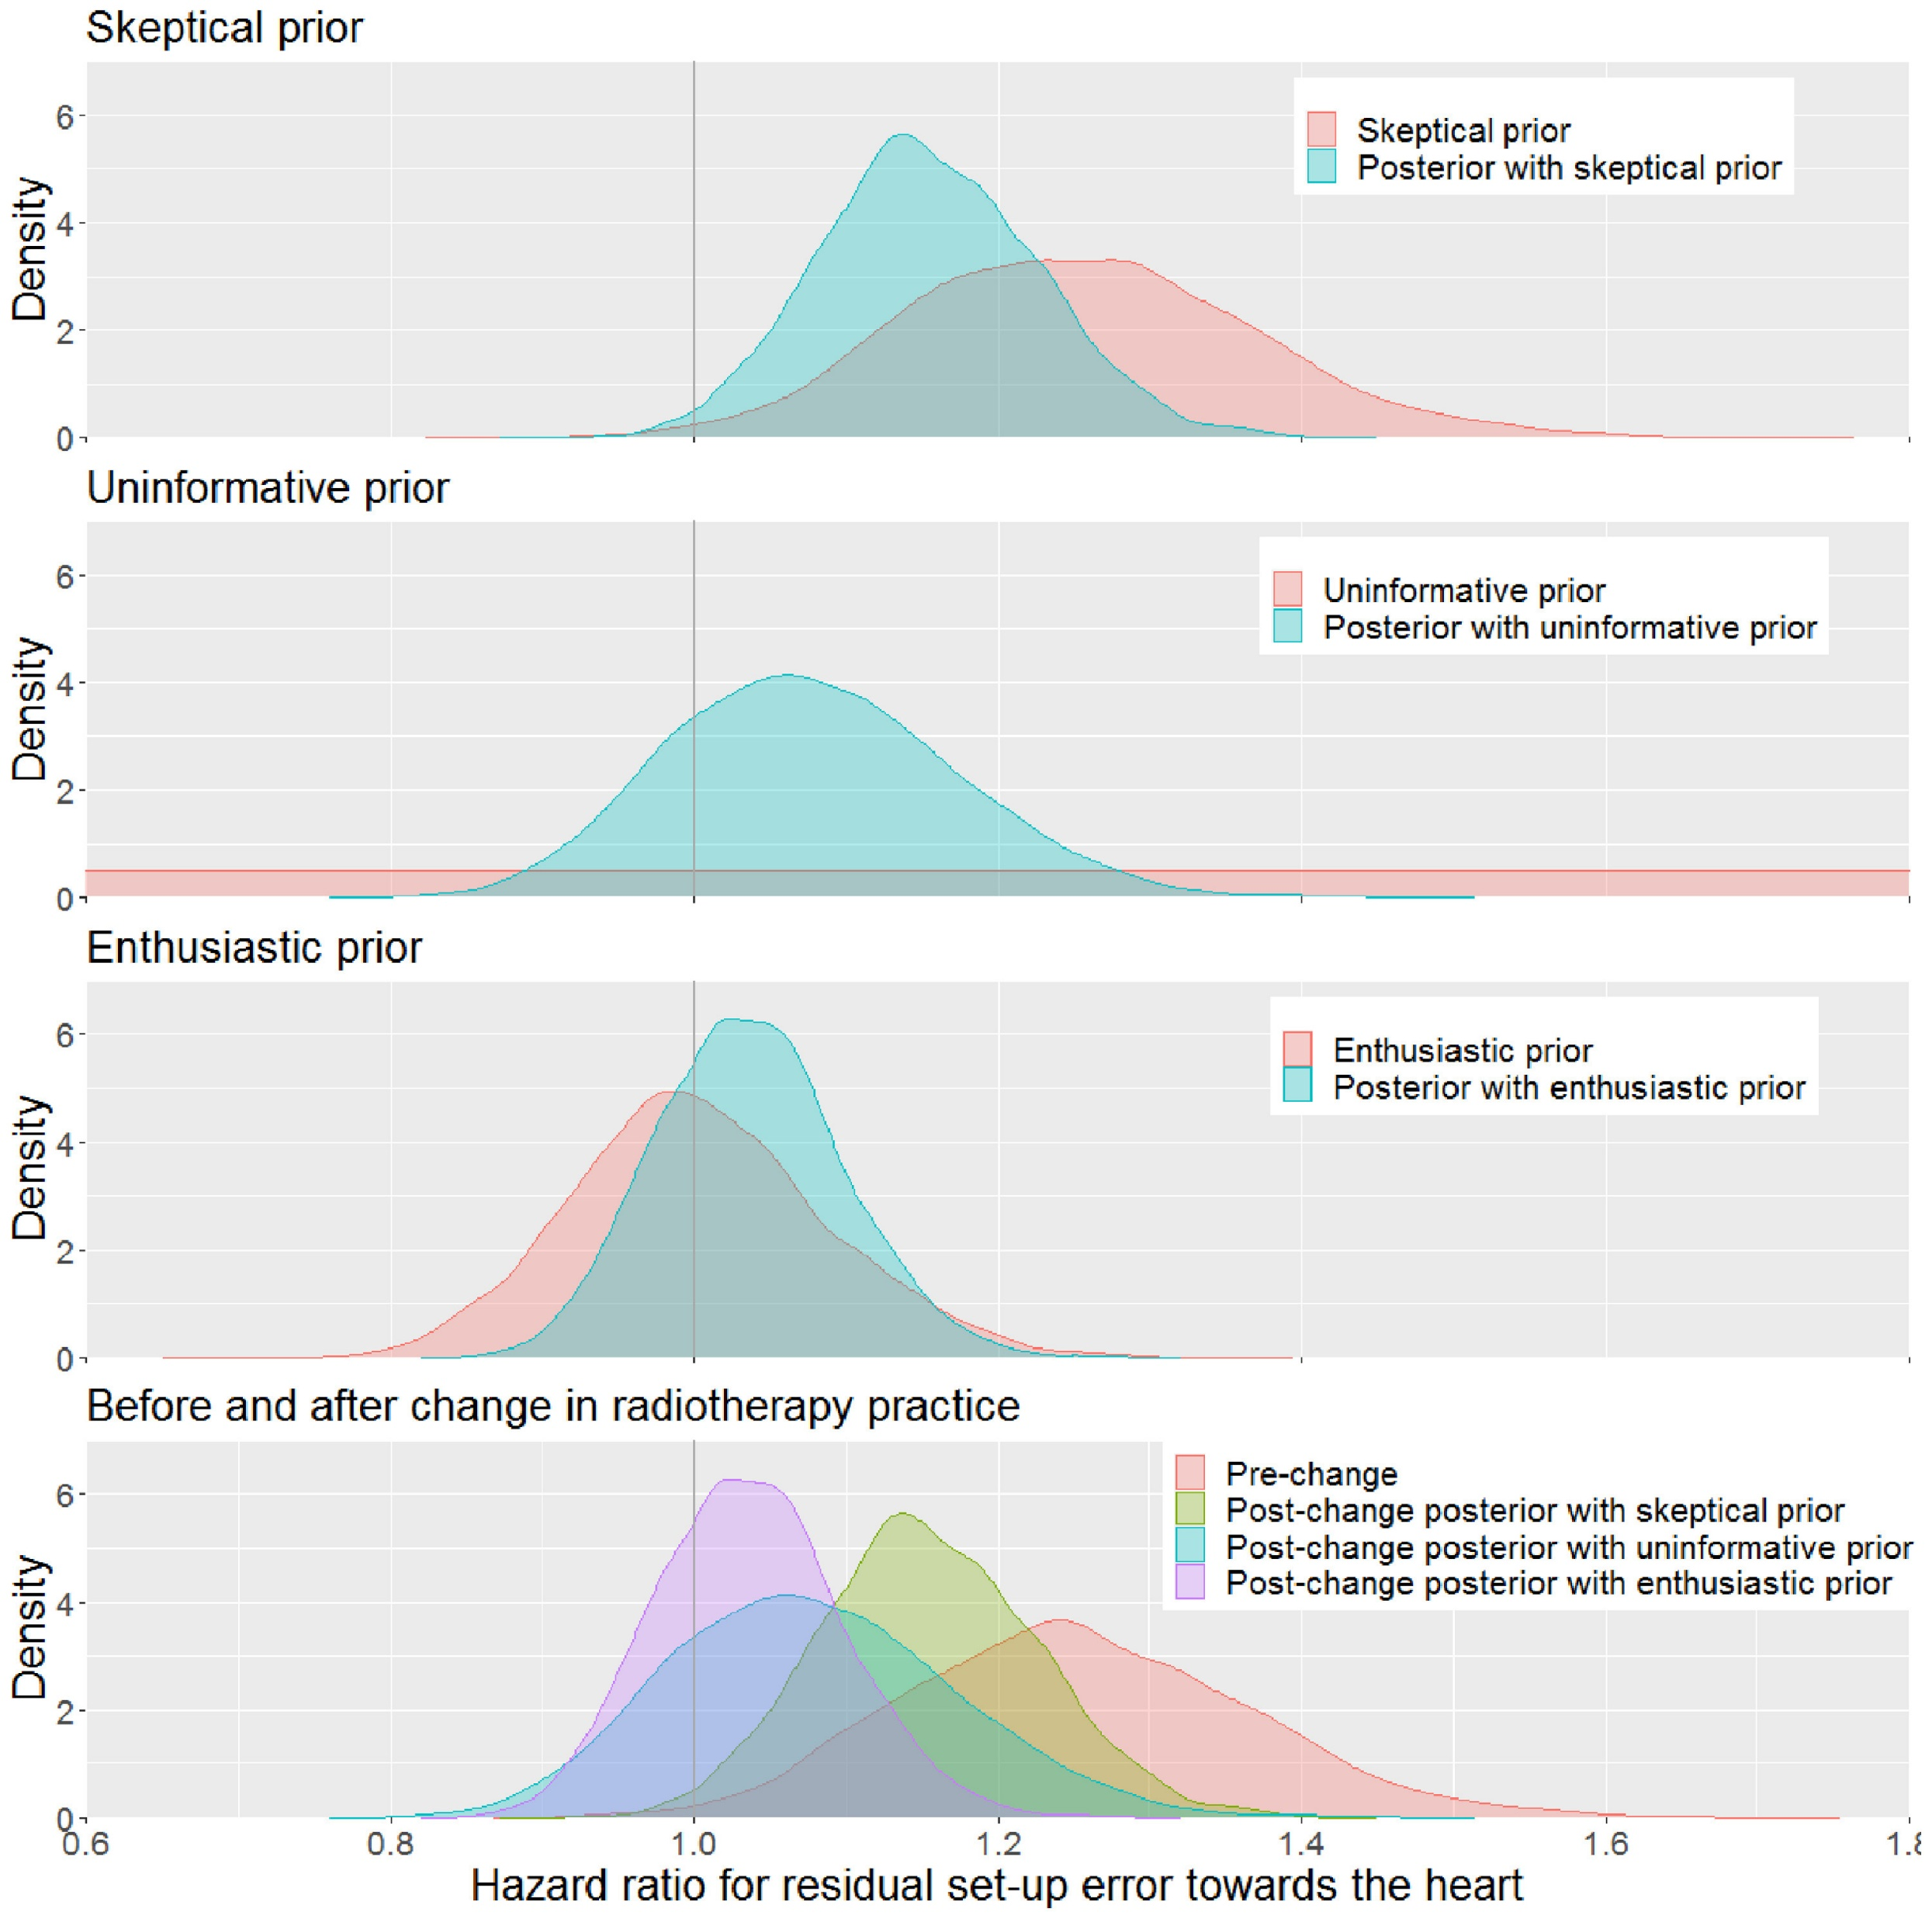 Skeptical prior
6
4
2
0
Density
Skeptical prior
Posterior with skeptical prior
Uninformative prior
6
4
2
0
Density
Uninformative prior
Posterior with uninformative prior
Enthusiastic prior
6
4
2
0
Density
Enthusiastic prior
Posterior with enthusiastic prior
Before and after change in radiotherapy practice
6
4
2
0
Density
Pre-change
Post-change posterior with skeptical prior
Post-change posterior with uninformative prior
Post-change posterior with enthusiastic prior
0.6 0.8 1.0 1.2 1.4 1.6 1.8
Hazard ratio for residual set-up error towards the heart